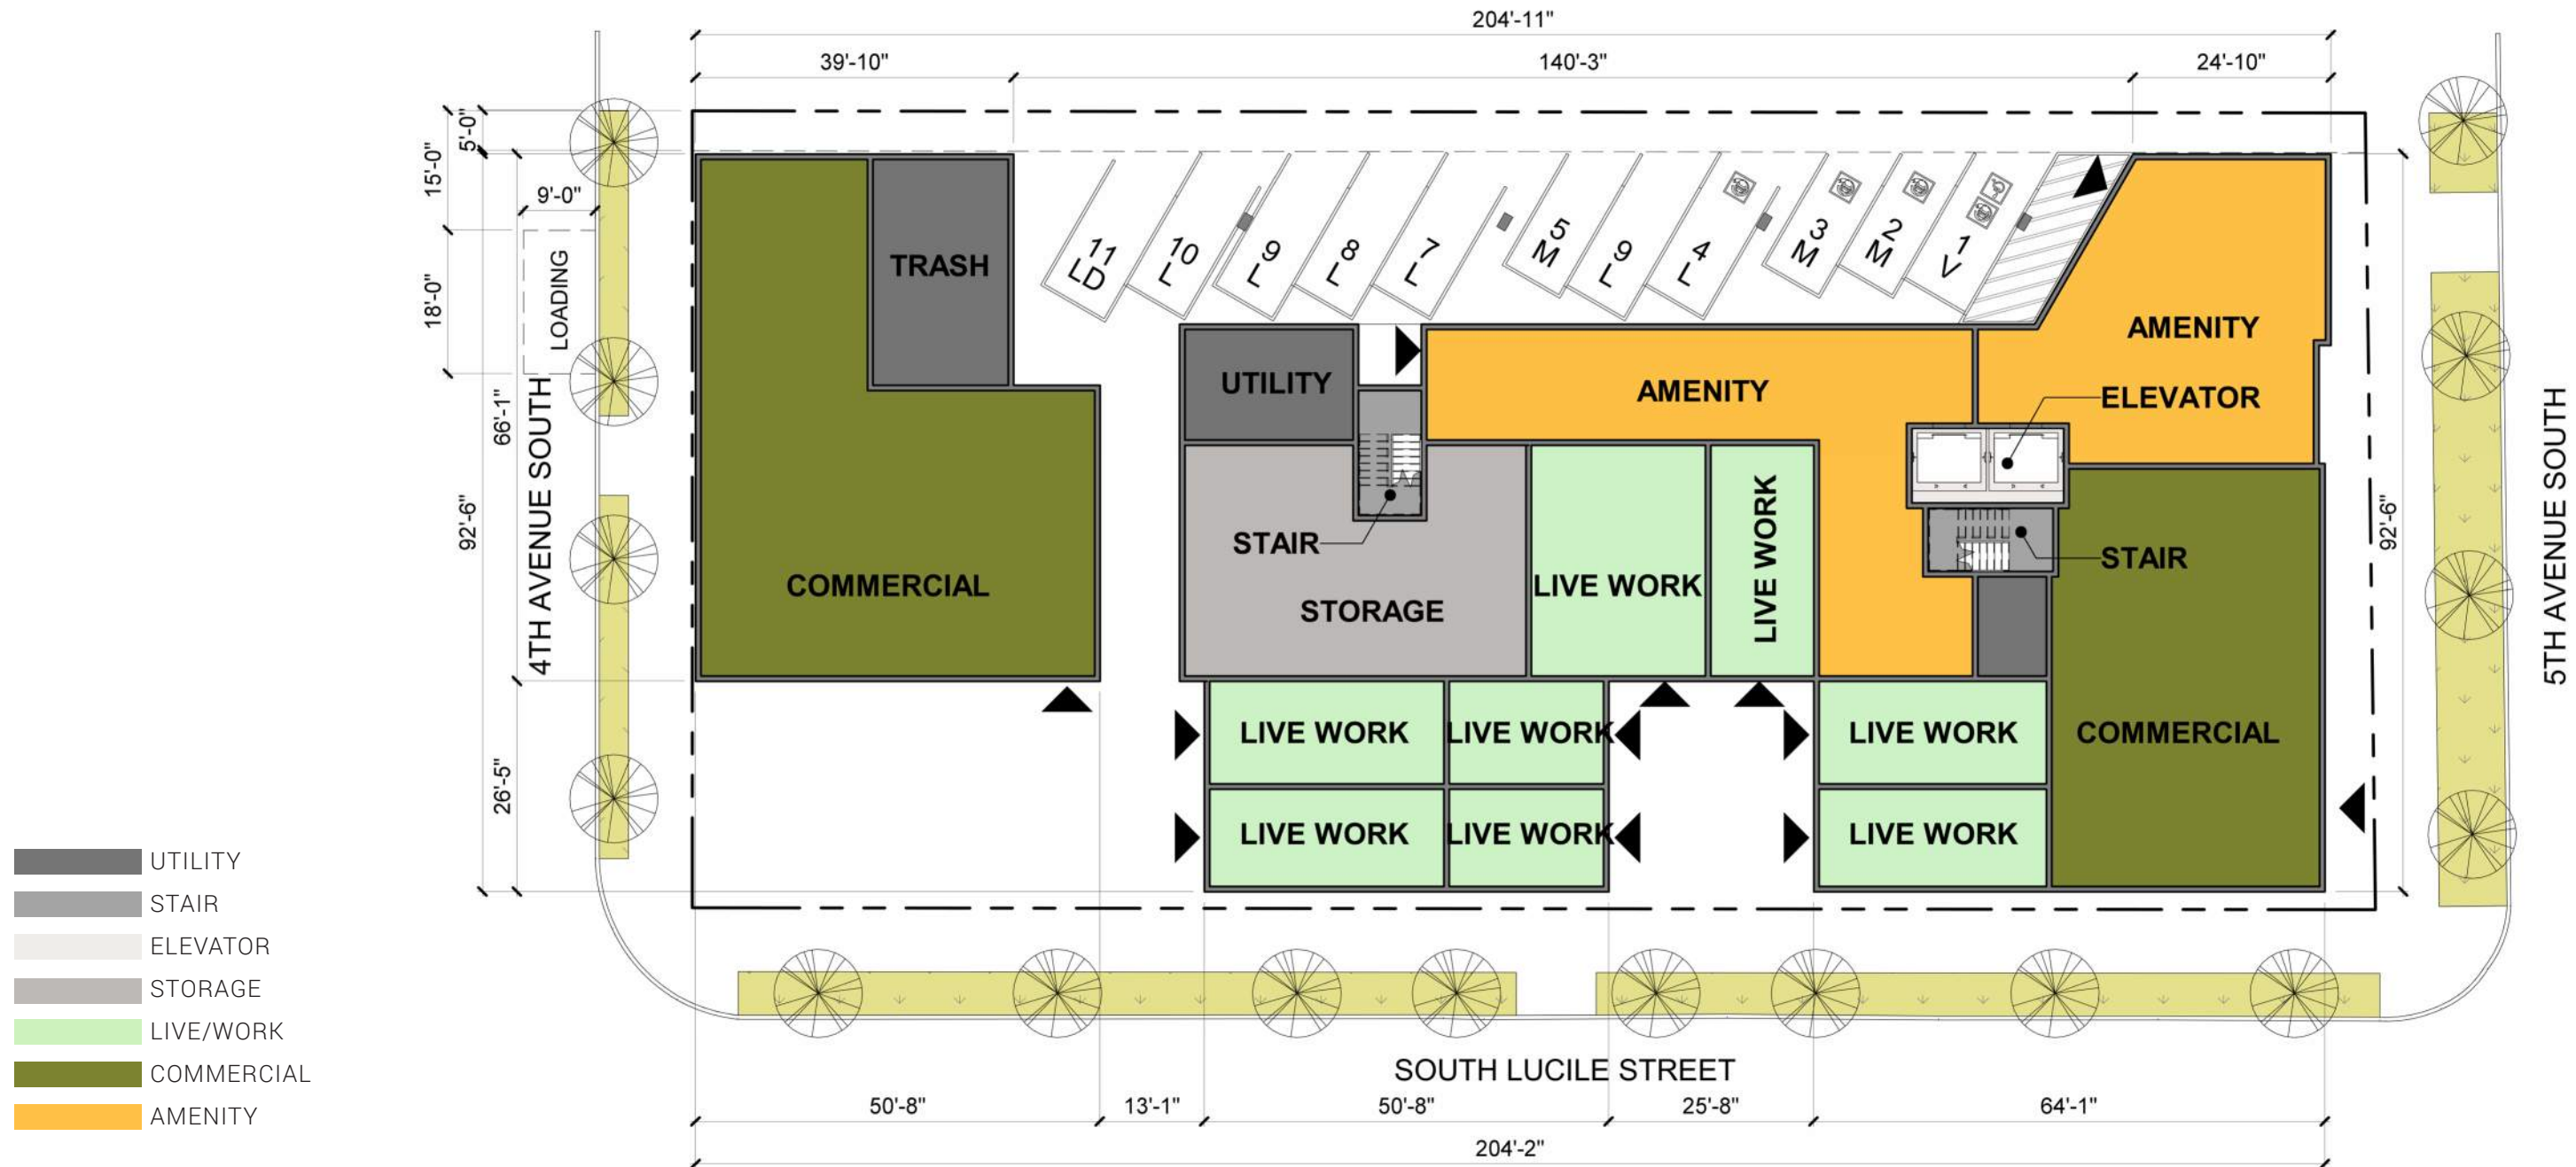 204'-11"
39'-10"
140'-3"
24'-10"
5'-0"
15'-0"
9'-0"
18'-0"
LOADING
66'-1"
92'-6"
26'-5"
4TH AVENUE SOUTH
TRASH
COMMERCIAL
11
LD
10
L
9
L
8
L
7
L
5
M
9
L
4
L
3
M
2
M
1
V
UTILITY
AMENITY
AMENITY
ELEVATOR
STAIR
STORAGE
LIVE WORK
LIVE WORK
STAIR
92'-6"
5TH AVENUE SOUTH
LIVE WORK
LIVE WORK
LIVE WORK
COMMERCIAL
LIVE WORK
LIVE WORK
LIVE WORK
UTILITY
STAIR
ELEVATOR
STORAGE
LIVE/WORK
COMMERCIAL
AMENITY
SOUTH LUCILE STREET
50'-8"
13'-1"
50'-8"
25'-8"
64'-1"
204'-2"